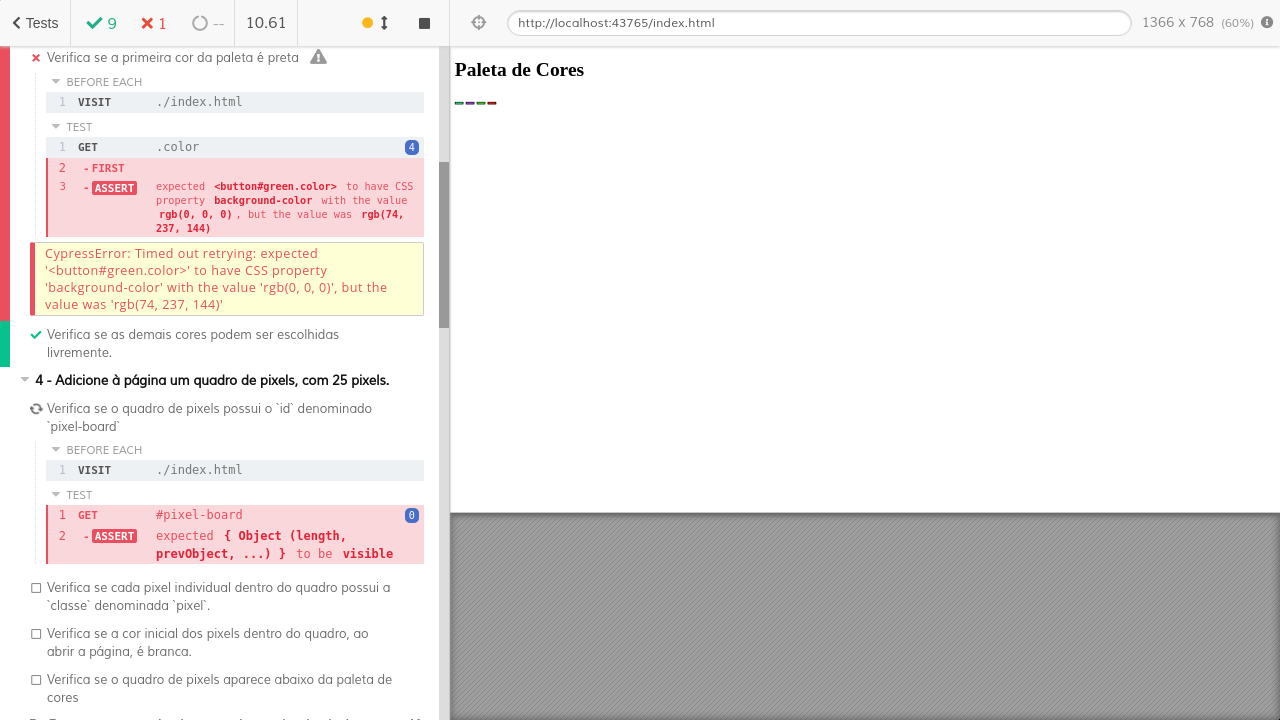 Tests 9 1 -- 10.61 http://localhost:43765/index.html 1366 x 768 (60%)
Verifica se a primeira cor da paleta é preta
BEFORE EACH
1 VISIT ./index.html
TEST
1 GET .color 4
2 - FIRST
3 - ASSERT expected <button#green.color> to have CSS
property background-color with the value
rgb(0, 0, 0), but the value was rgb(74,
237, 144)
CypressError: Timed out retrying: expected
'<button#green.color>' to have CSS property
'background-color' with the value 'rgb(0, 0, 0)', but the
value was 'rgb(74, 237, 144)'
Verifica se as demais cores podem ser escolhidas
livremente.
4 - Adicione à página um quadro de pixels, com 25 pixels.
Verifica se o quadro de pixels possui o `id` denominado
`pixel-board`
BEFORE EACH
1 VISIT ./index.html
TEST
1 GET #pixel-board 0
2 - ASSERT expected { Object (length,
prevObject, ...) } to be visible
Verifica se cada pixel individual dentro do quadro possui a
`classe` denominada `pixel`.
Verifica se a cor inicial dos pixels dentro do quadro, ao
abrir a página, é branca.
Verifica se o quadro de pixels aparece abaixo da paleta de
cores
Paleta de Cores